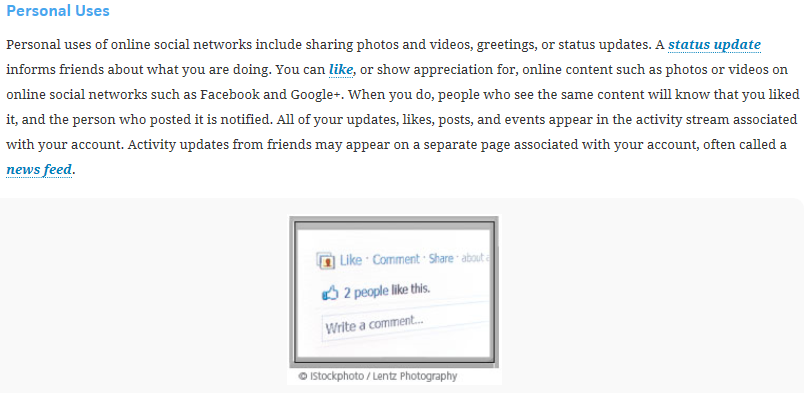 Personal Uses
Personal uses of online social networks include sharing photos and videos, greetings, or status updates. A status update
informs friends about what you are doing. You can like, or show appreciation for, online content such as photos or videos on
online social networks such as Facebook and Google+. When you do, people who see the same content will know that you liked
it, and the person who posted it is notified. All of your updates, likes, posts, and events appear in the activity stream associated
with your account. Activity updates from friends may appear on a separate page associated with your account, often called a
news feed.
Like · Comment · Share · about a
2 people like this.
Write a comment...
© IStockphoto / Lentz Photography